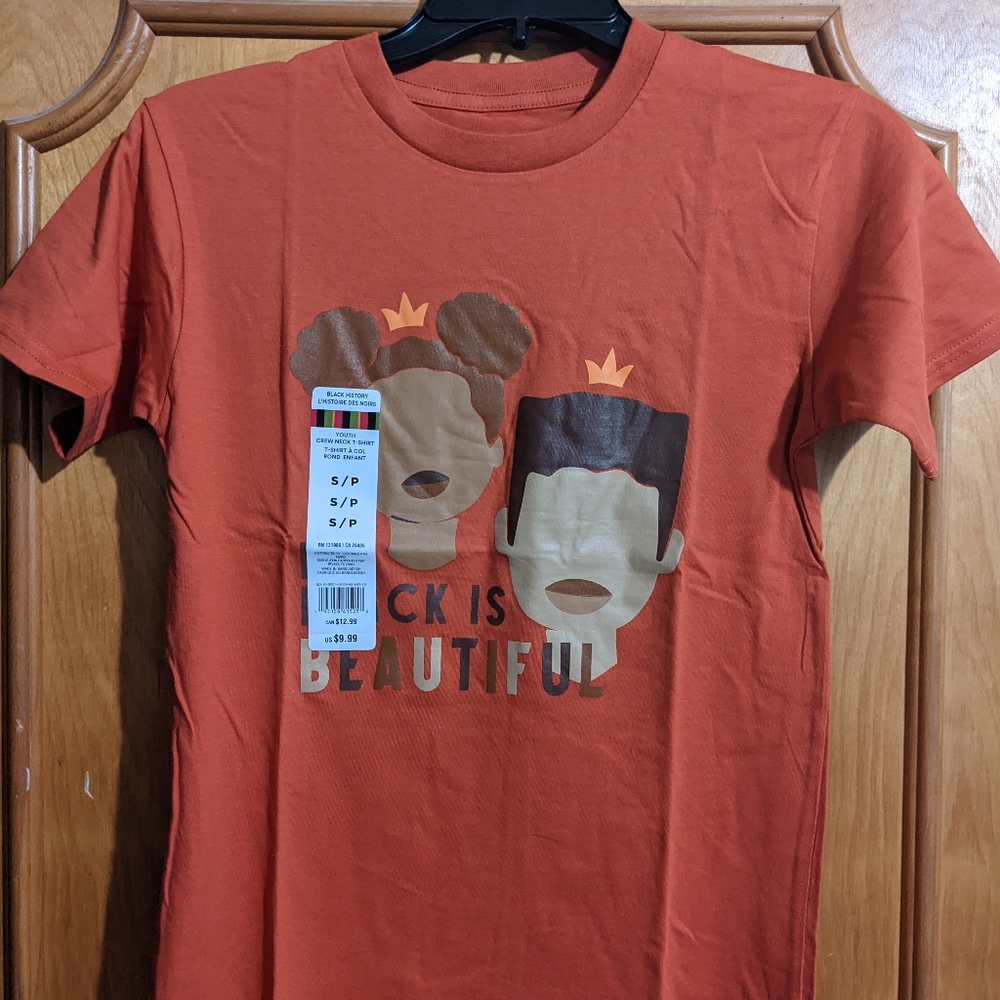 BLACK HISTORY
L'HISTOIRE DES NOIRS
YOUTH
CREW NECK T-SHIRT
T-SHIRT À COL
ROND ENFANT
S/P
S/P
S/P
CAN $12.99
US $9.99
ACK IS
BEAUTIFUL